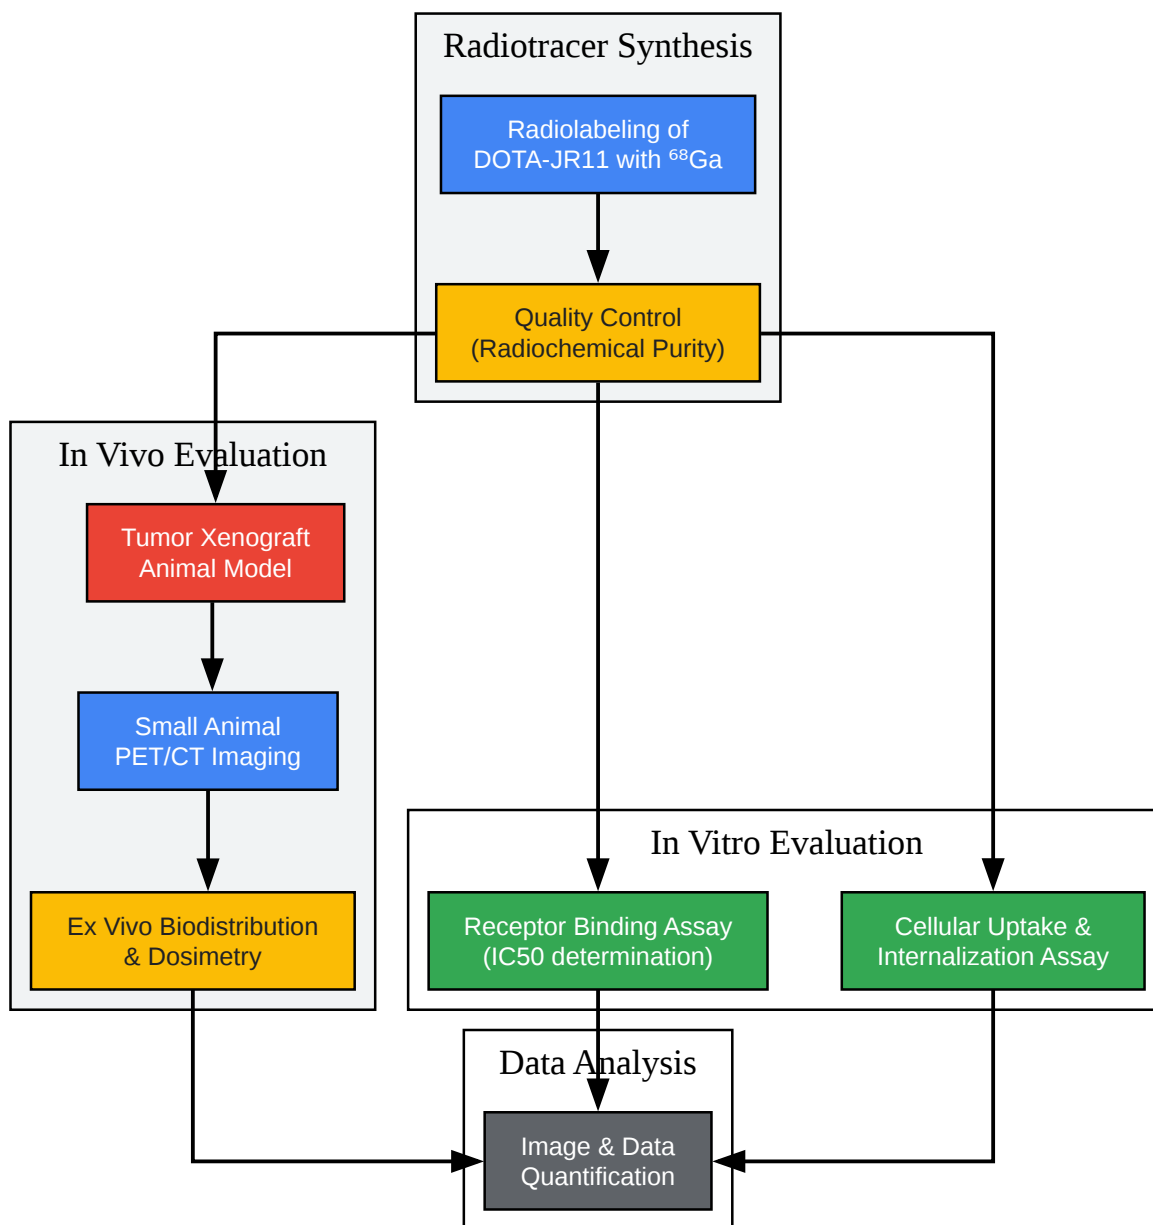 Radiotracer Synthesis
Radiolabeling of
DOTA-JR11 with ⁶⁸Ga
Quality Control
(Radiochemical Purity)
In Vivo Evaluation
Tumor Xenograft
Animal Model
Small Animal
PET/CT Imaging
Ex Vivo Biodistribution
& Dosimetry
In Vitro Evaluation
Receptor Binding Assay
(IC50 determination)
Cellular Uptake &
Internalization Assay
Data Analysis
Image & Data
Quantification